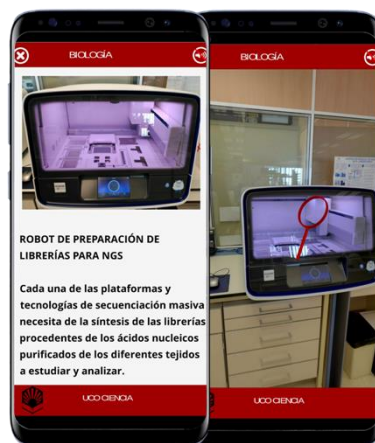 BIOLOGÍA
ROBOT DE PREPARACIÓN DE
LIBRERÍAS PARA NGS
Cada una de las plataformas y
tecnologías de secuenciación masiva
necesita de la síntesis de las librerías
procedentes de los ácidos nucleicos
purificados de los diferentes tejidos
a estudiar y analizar.
UCO CIENCIA
BIOLOGÍA
UCO CIENCIA